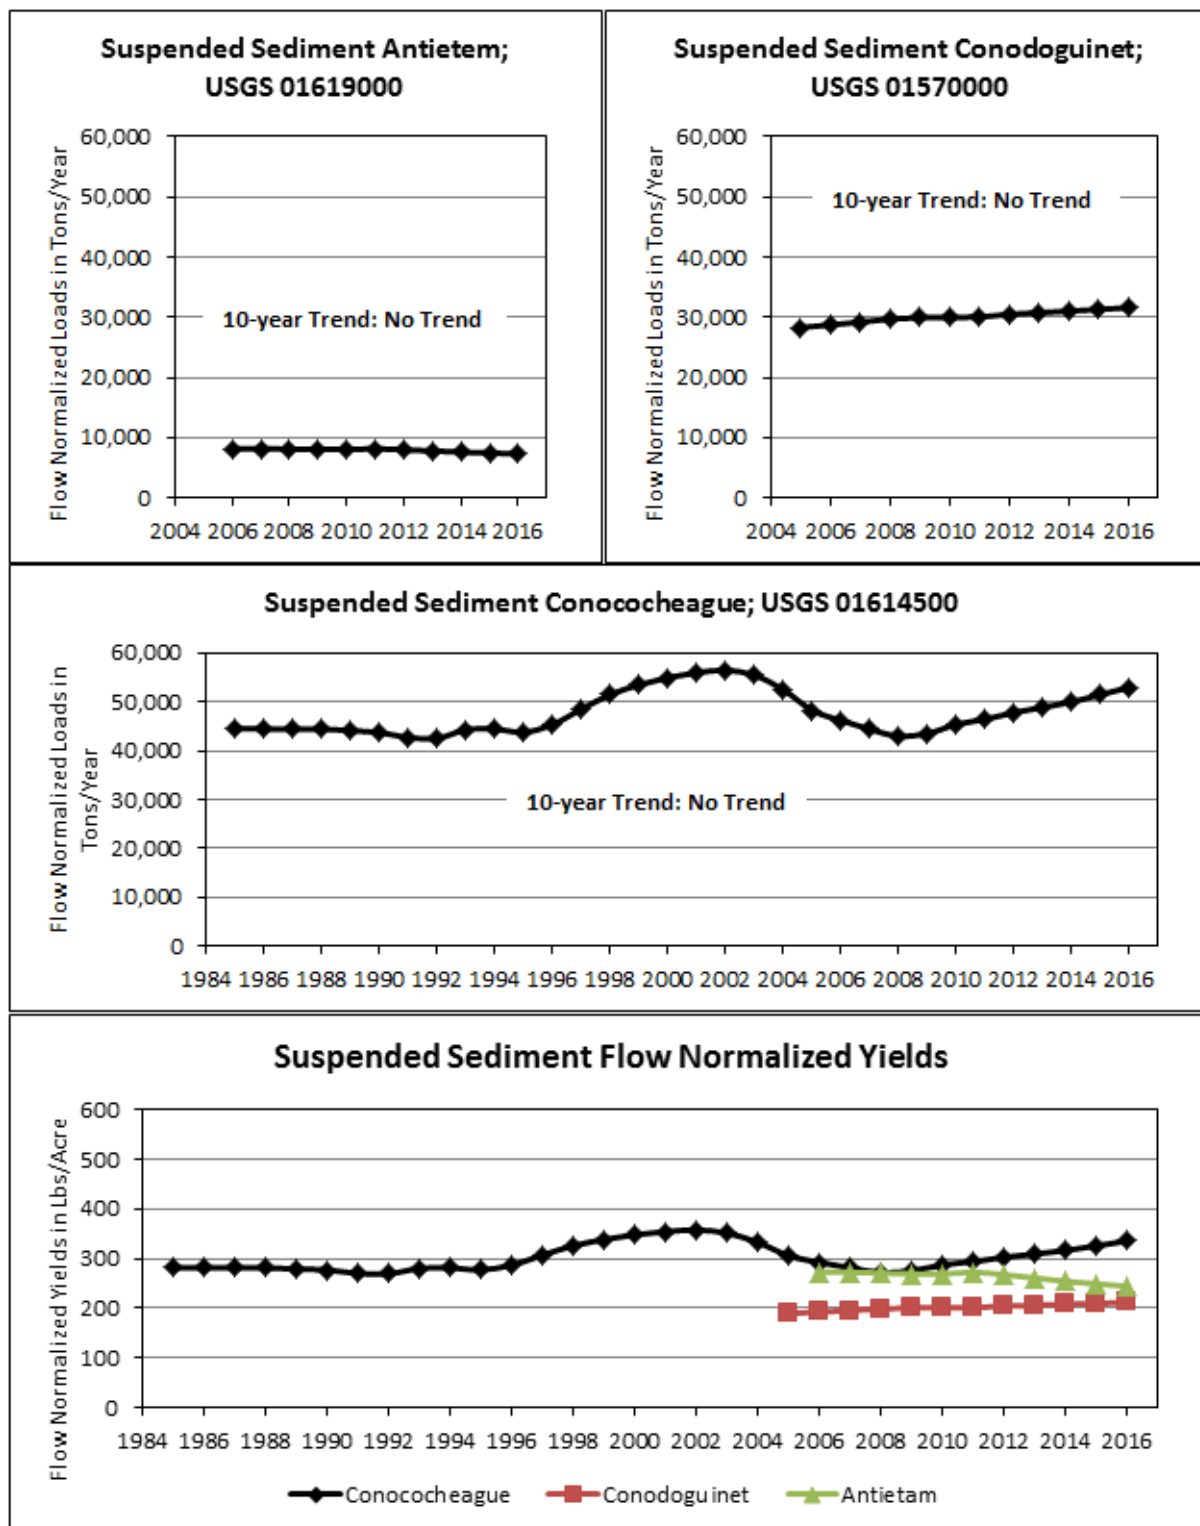 Suspended Sediment Antietem;
USGS 01619000
Flow Normalized Loads in Tons/Year
60,000
50,000
40,000
30,000
20,000
10,000
0
10-year Trend: No Trend
2004 2006 2008 2010 2012 2014 2016
Suspended Sediment Conodoguinet;
USGS 01570000
Flow Normalized Loads in Tons/Year
60,000
50,000
40,000
30,000
20,000
10,000
0
10-year Trend: No Trend
2004 2006 2008 2010 2012 2014 2016
Suspended Sediment Conococheague; USGS 01614500
Flow Normalized Loads in
Tons/Year
60,000
50,000
40,000
30,000
20,000
10,000
0
10-year Trend: No Trend
1984 1986 1988 1990 1992 1994 1996 1998 2000 2002 2004 2006 2008 2010 2012 2014 2016
Suspended Sediment Flow Normalized Yields
Flow Normalized Yields in Lbs/Acre
600
500
400
300
200
100
0
1984 1986 1988 1990 1992 1994 1996 1998 2000 2002 2004 2006 2008 2010 2012 2014 2016
Conococheague Conodoguinet Antietam